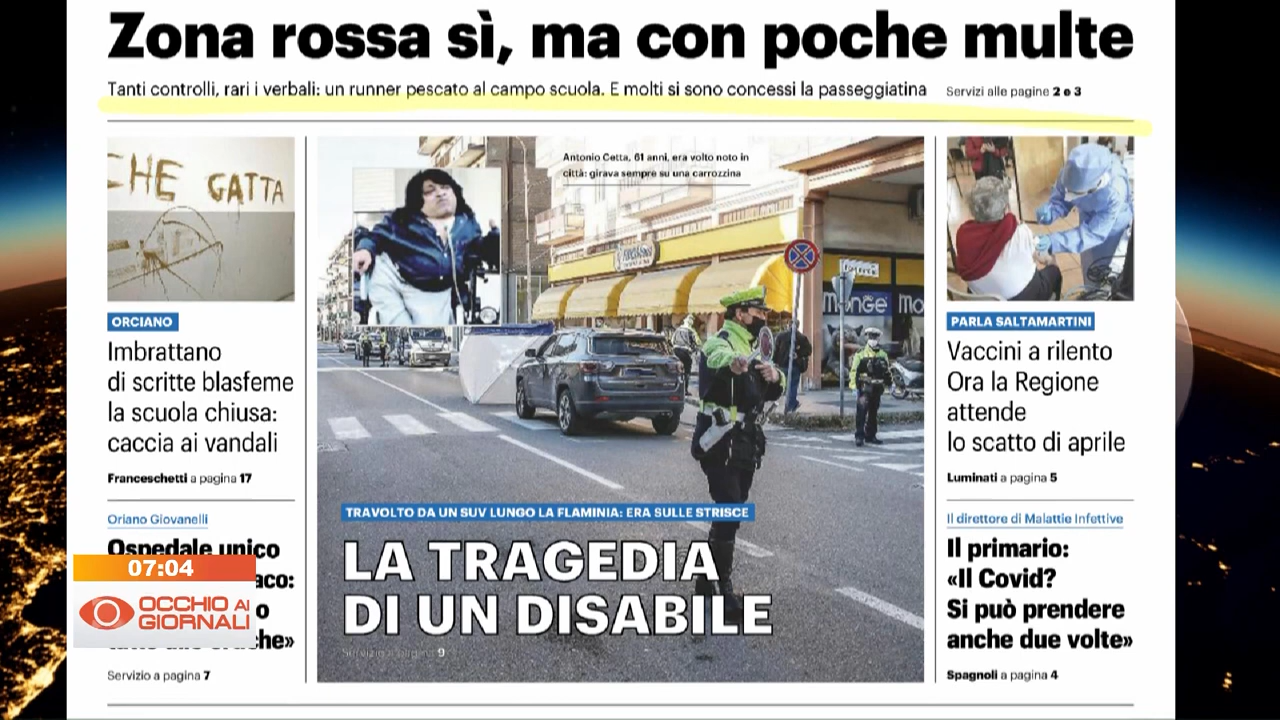 Zona rossa sì, ma con poche multe
Tanti controlli, rari i verbali: un runner pescato al campo scuola. E molti si sono concessi la passeggiatina
Servizi alle pagine 2 e 3
CHE GATTA
ORCIANO
Imbrattano
di scritte blasfeme
la scuola chiusa:
caccia ai vandali
Franceschetti a pagina 17
Oriano Giovanelli
Ospedale unico
aco:
o
che»
Servizio a pagina 7
07:04
OCCHIO AI
GIORNALI
Antonio Cetta, 61 anni, era volto noto in
città: girava sempre su una carrozzina
MONGE
TRAVOLTO DA UN SUV LUNGO LA FLAMINIA: ERA SULLE STRISCE
LA TRAGEDIA
DI UN DISABILE
Servizio a pagina 9
PARLA SALTAMARTINI
Vaccini a rilento
Ora la Regione
attende
lo scatto di aprile
Luminati a pagina 5
Il direttore di Malattie Infettive
Il primario:
«Il Covid?
Si può prendere
anche due volte»
Spagnoli a pagina 4